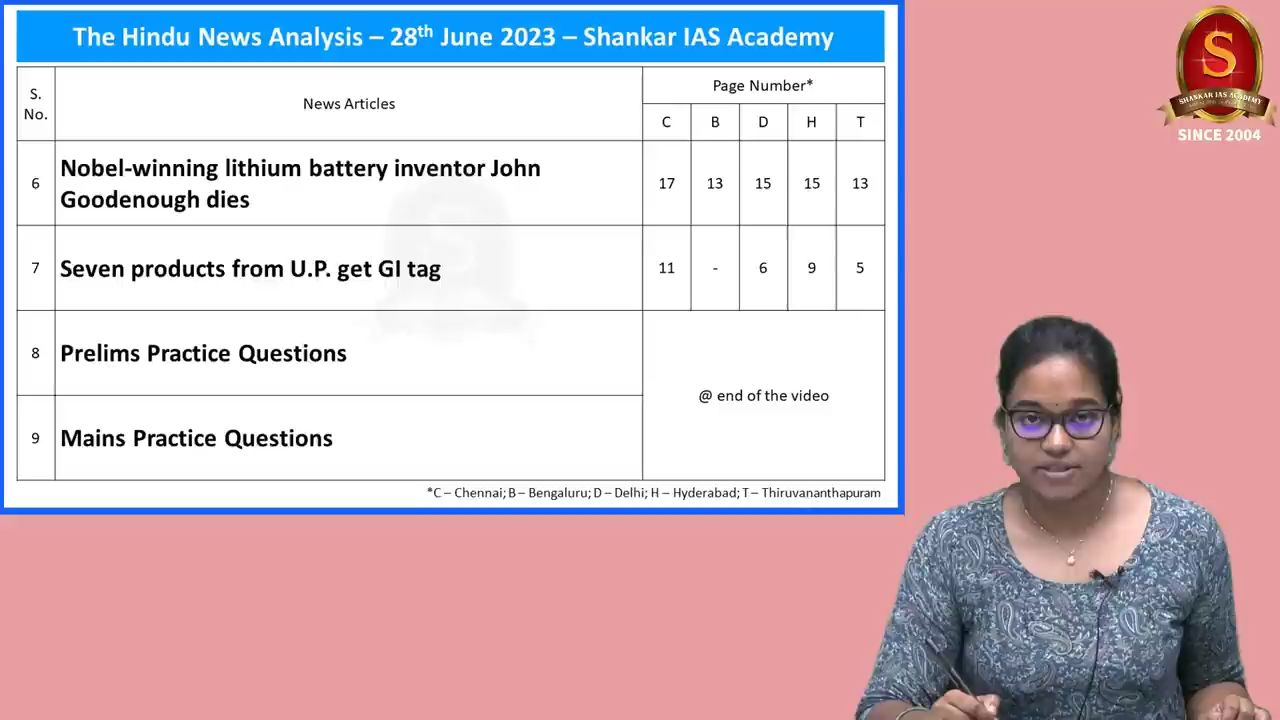 The Hindu News Analysis – 28th June 2023 – Shankar IAS Academy
S. No.
News Articles
Page Number*
C B D H T
6 Nobel-winning lithium battery inventor John Goodenough dies 17 13 15 15 13
7 Seven products from U.P. get GI tag 11 - 6 9 5
8 Prelims Practice Questions
@ end of the video
9 Mains Practice Questions
*C – Chennai; B – Bengaluru; D – Delhi; H – Hyderabad; T – Thiruvananthapuram
S
SHANKAR IAS ACADEMY
SINCE 2004